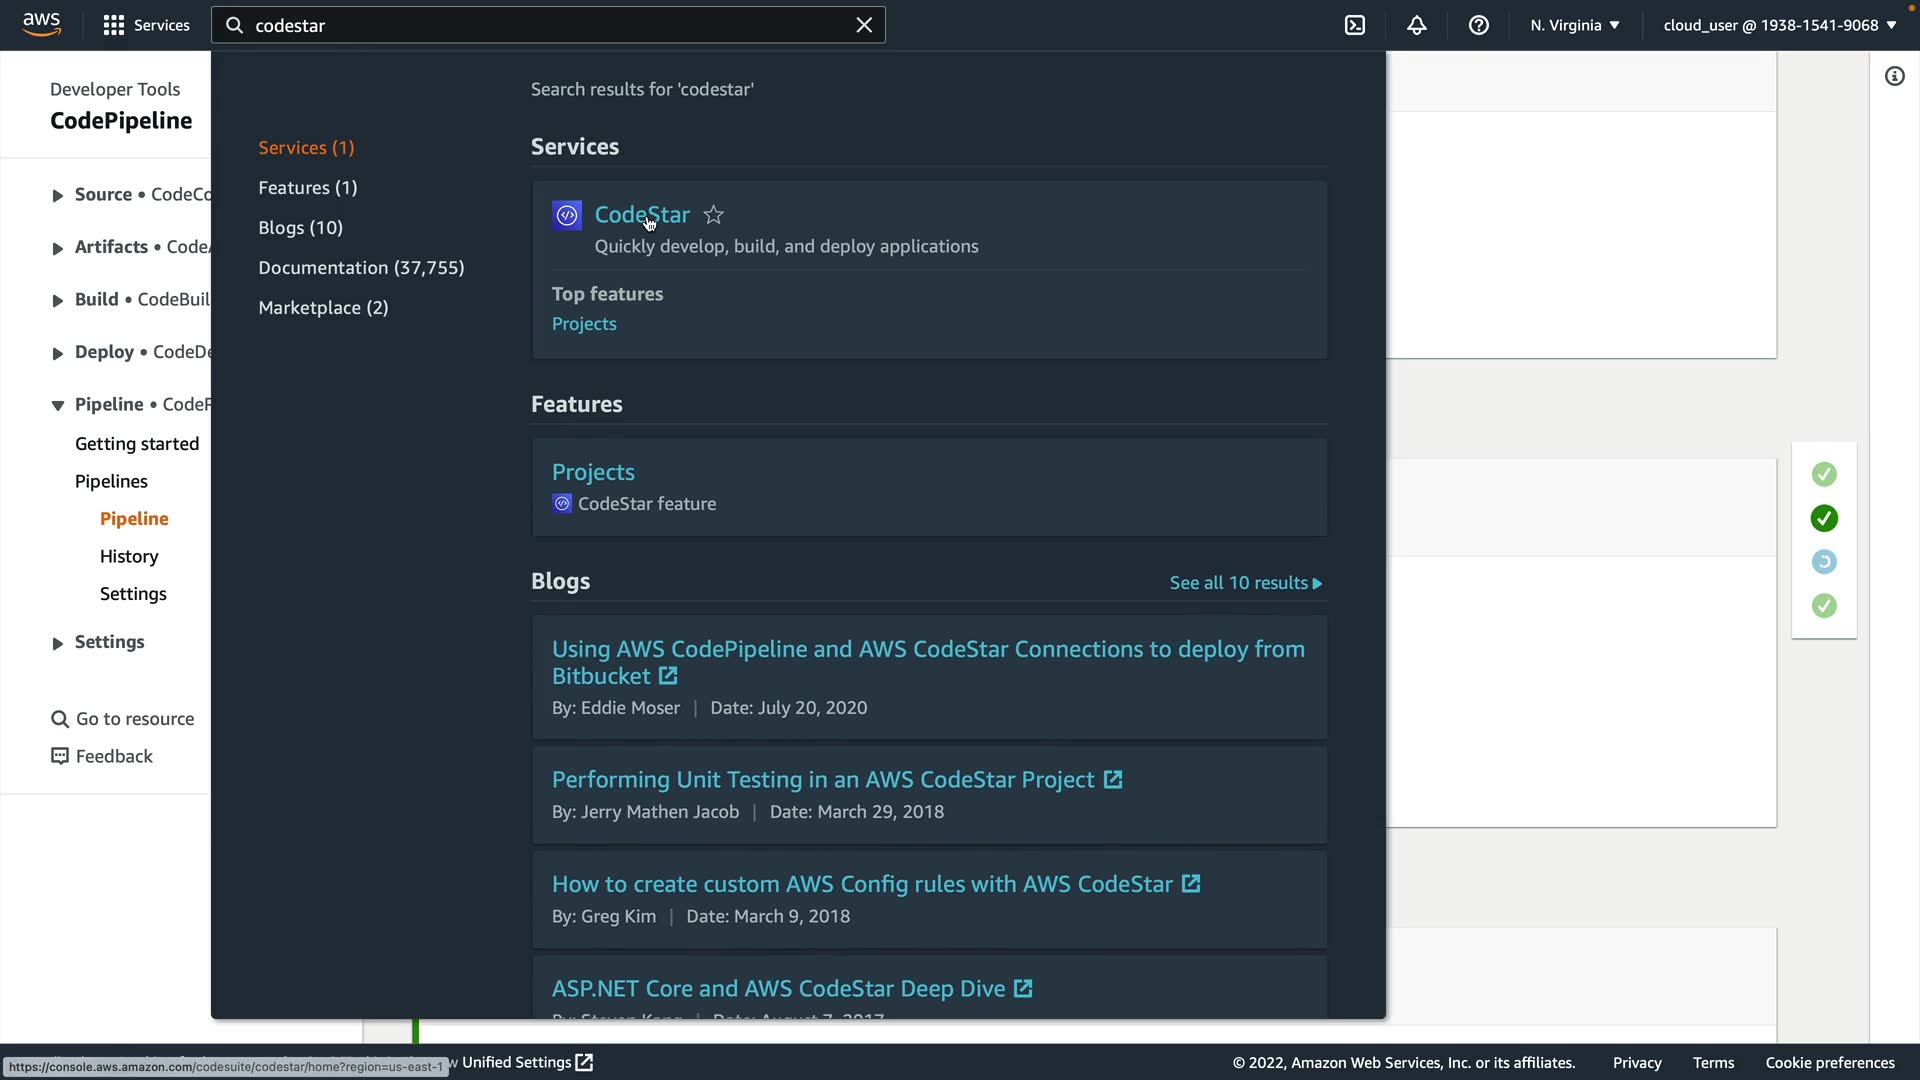 aws
Services
codestar
N. Virginia
cloud_user @ 1938-1541-9068
Developer Tools
CodePipeline
Source • CodeCo
Artifacts • CodeA
Build • CodeBuil
Deploy • CodeDe
Pipeline • CodeP
Getting started
Pipelines
Pipeline
History
Settings
Settings
Go to resource
Feedback
Search results for 'codestar'
Services (1)
Features (1)
Blogs (10)
Documentation (37,755)
Marketplace (2)
Services
CodeStar
Quickly develop, build, and deploy applications
Top features
Projects
Features
Projects
CodeStar feature
Blogs
See all 10 results
Using AWS CodePipeline and AWS CodeStar Connections to deploy from
Bitbucket
By: Eddie Moser | Date: July 20, 2020
Performing Unit Testing in an AWS CodeStar Project
By: Jerry Mathen Jacob | Date: March 29, 2018
How to create custom AWS Config rules with AWS CodeStar
By: Greg Kim | Date: March 9, 2018
ASP.NET Core and AWS CodeStar Deep Dive
Date: August 7, 2017
https://console.aws.amazon.com/codesuite/codestar/home?region=us-east-1
w Unified Settings
© 2022, Amazon Web Services, Inc. or its affiliates.
Privacy
Terms
Cookie preferences